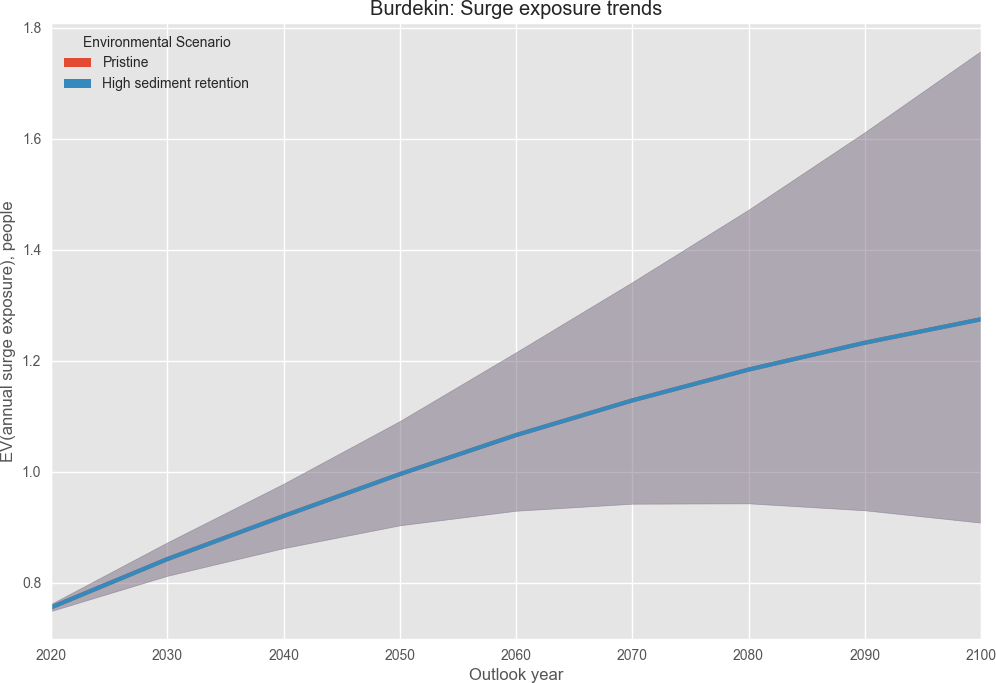 Burdekin: Surge exposure trends
Environmental Scenario
Pristine
High sediment retention
EV(annual surge exposure), people
1.8
1.6
1.4
1.2
1.0
0.8
2020 2030 2040 2050 2060 2070 2080 2090 2100
Outlook year